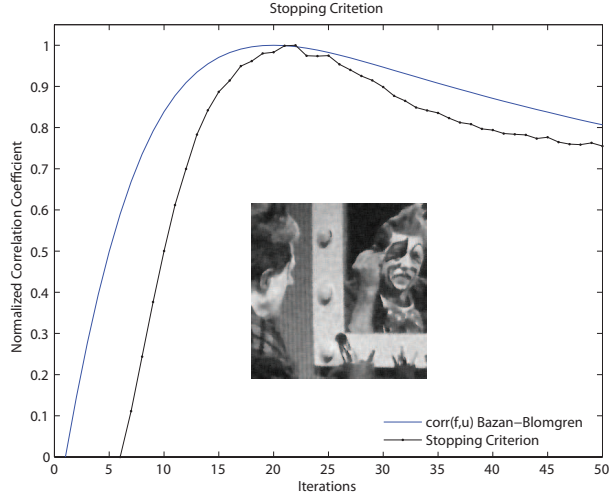 Stopping Critetion
Normalized Correlation Coefficient
1
0.9
0.8
0.7
0.6
0.5
0.4
0.3
0.2
0.1
0
0 5 10 15 20 25 30 35 40 45 50
Iterations
corr(f,u) Bazan−Blomgren
Stopping Criterion